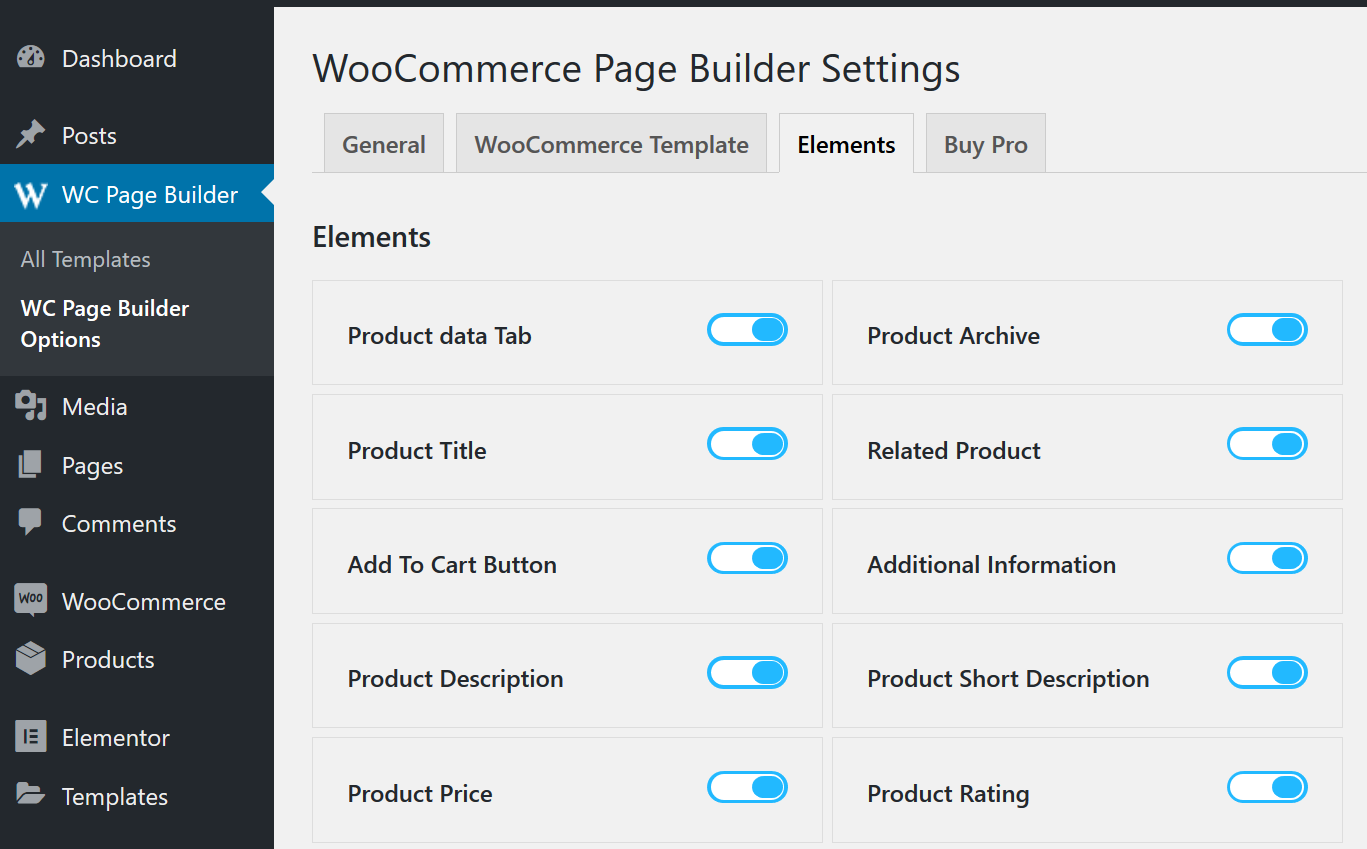 Dashboard
Posts
WC Page Builder
All Templates
WC Page Builder
Options
Media
Pages
Comments
Woo
WooCommerce
Products
Elementor
Templates
WooCommerce Page Builder Settings
General
WooCommerce Template
Elements
Buy Pro
Elements
Product data Tab
Product Archive
Product Title
Related Product
Add To Cart Button
Additional Information
Product Description
Product Short Description
Product Price
Product Rating